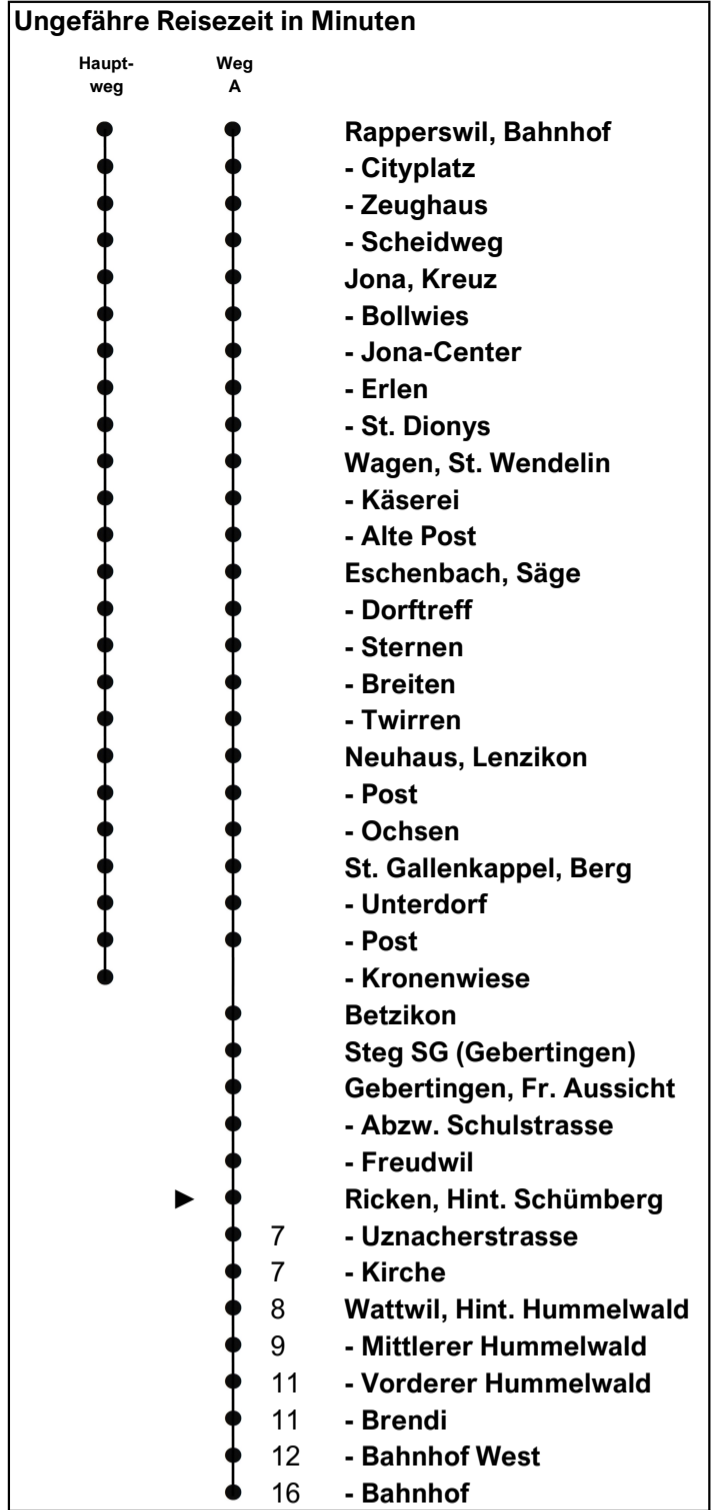 Ungefähre Reisezeit in Minuten
Haupt- Weg
weg A
Rapperswil, Bahnhof
- Cityplatz
- Zeughaus
- Scheidweg
Jona, Kreuz
- Bollwies
- Jona-Center
- Erlen
- St. Dionys
Wagen, St. Wendelin
- Käserei
- Alte Post
Eschenbach, Säge
- Dorftreff
- Sternen
- Breiten
- Twirren
Neuhaus, Lenzikon
- Post
- Ochsen
St. Gallenkappel, Berg
- Unterdorf
- Post
- Kronenwiese
Betzikon
Steg SG (Gebertingen)
Gebertingen, Fr. Aussicht
- Abzw. Schulstrasse
- Freudwil
Ricken, Hint. Schümberg
7 - Uznacherstrasse
7 - Kirche
8 Wattwil, Hint. Hummelwald
9 - Mittlerer Hummelwald
11 - Vorderer Hummelwald
11 - Brendi
12 - Bahnhof West
16 - Bahnhof